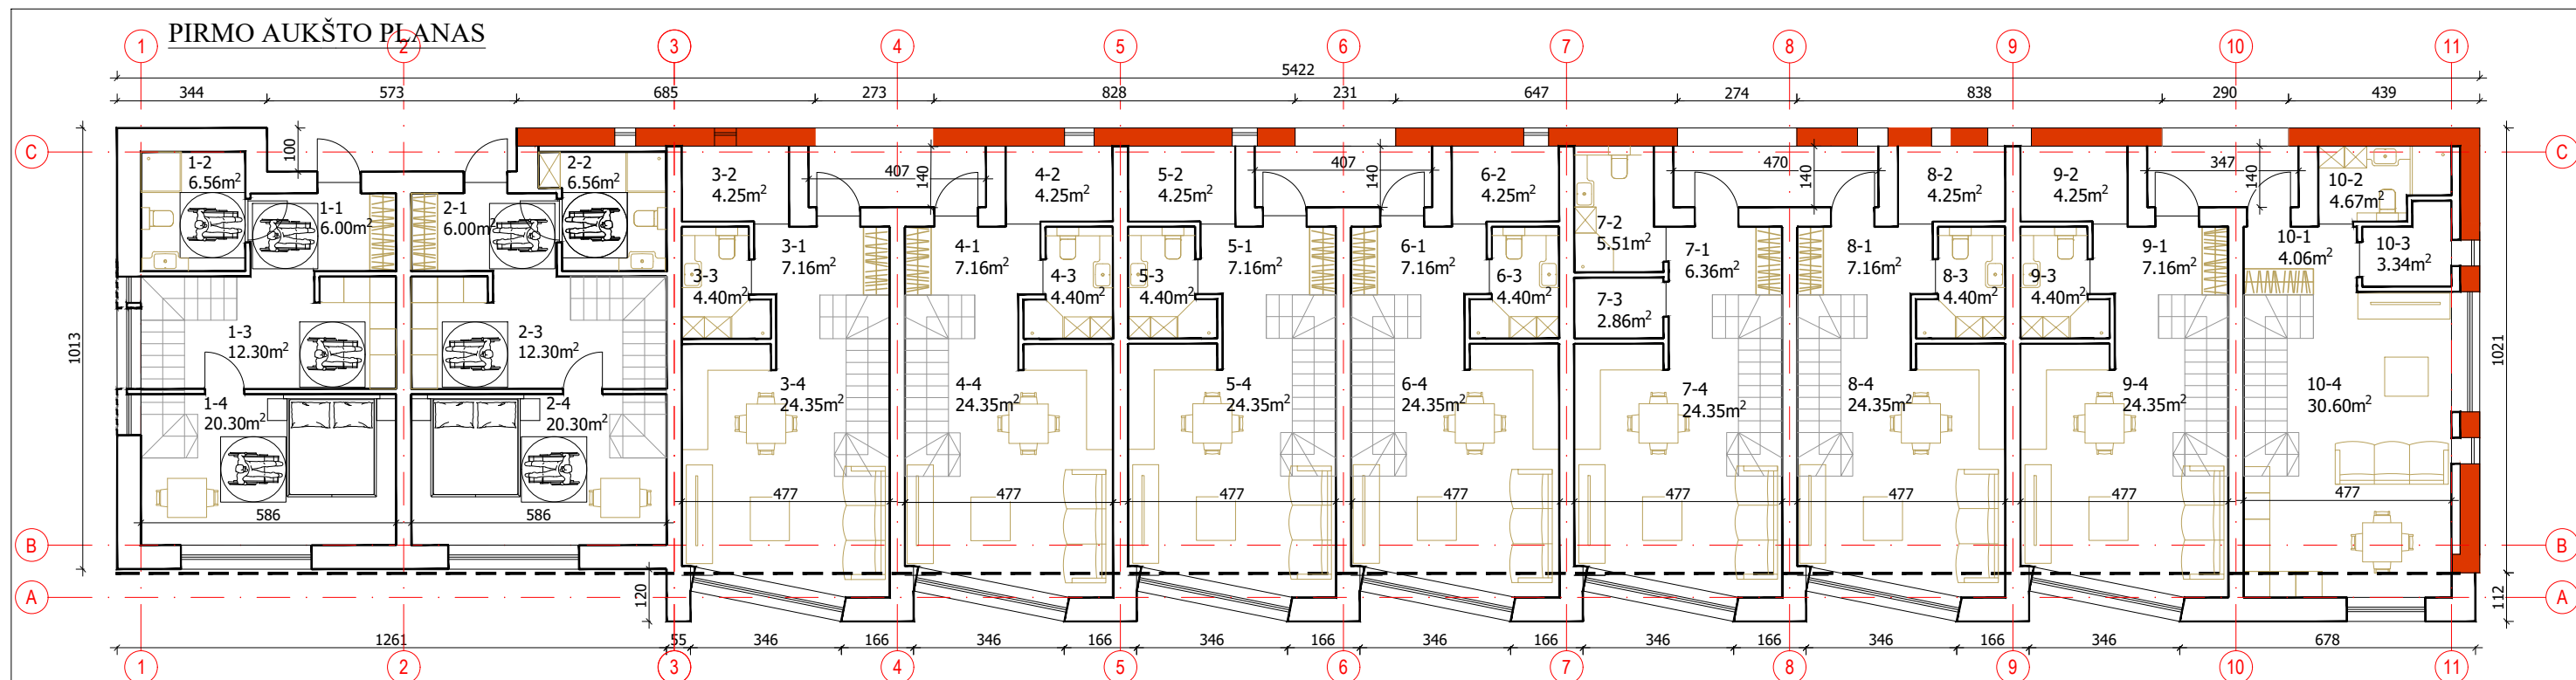 PIRMO AUKŠTO PLANAS
1 2 3 4 5 6 7 8 9 10 11
5422
344 573 685 273 828 231 647 274 838 290 439
C
C
100
140
140
140
140
407
407
470
347
1-2
6.56m²
2-2
6.56m²
3-2
4.25m²
4-2
4.25m²
5-2
4.25m²
6-2
4.25m²
7-2
5.51m²
8-2
4.25m²
9-2
4.25m²
10-2
4.67m²
1-1
6.00m²
2-1
6.00m²
3-1
7.16m²
4-1
7.16m²
5-1
7.16m²
6-1
7.16m²
7-1
6.36m²
8-1
7.16m²
9-1
7.16m²
10-1
4.06m²
10-3
3.34m²
3-3
4.40m²
4-3
4.40m²
5-3
4.40m²
6-3
4.40m²
7-3
2.86m²
8-3
4.40m²
9-3
4.40m²
1013
1021
1-3
12.30m²
2-3
12.30m²
1-4
20.30m²
2-4
20.30m²
3-4
24.35m²
4-4
24.35m²
5-4
24.35m²
6-4
24.35m²
7-4
24.35m²
8-4
24.35m²
9-4
24.35m²
10-4
30.60m²
586 586 477 477 477 477 477 477 477 477
B
B
A
A
120
112
1261 55 346 166 346 166 346 166 346 166 346 166 346 166 346 678
1 2 3 4 5 6 7 8 9 10 11